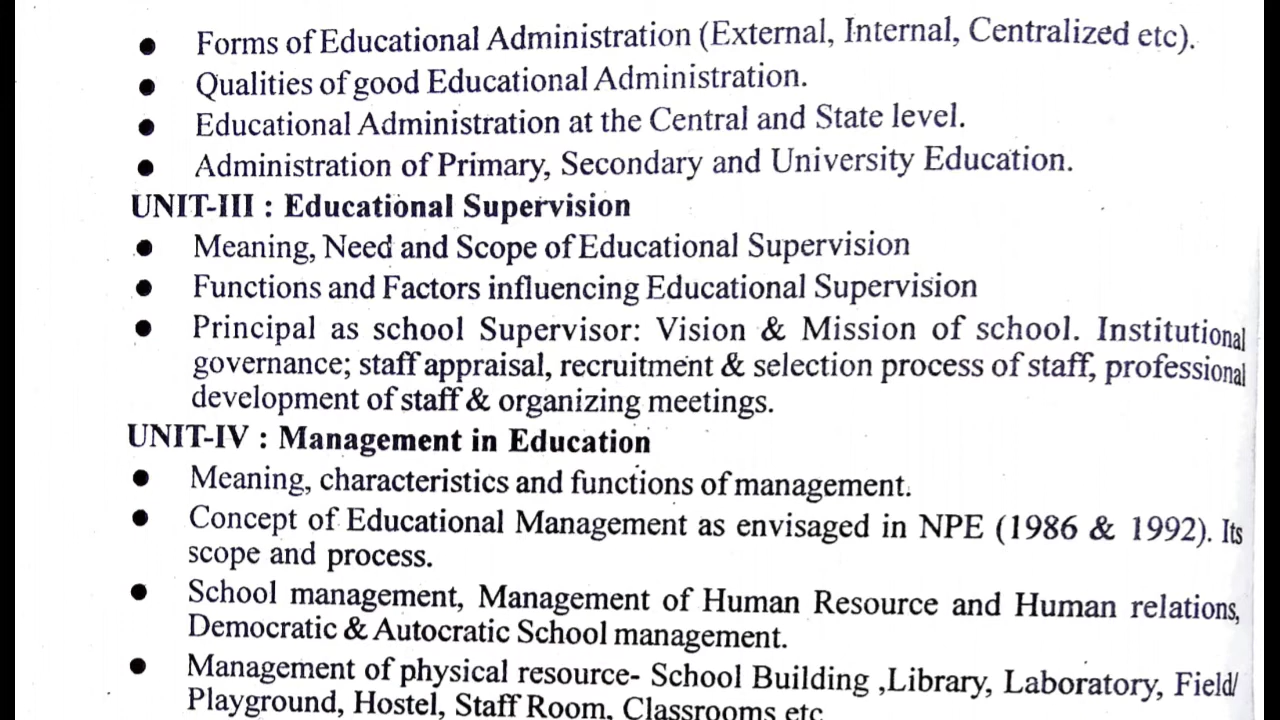 ● Forms of Educational Administration (External, Internal, Centralized etc).
● Qualities of good Educational Administration.
● Educational Administration at the Central and State level.
● Administration of Primary, Secondary and University Education.
UNIT-III : Educational Supervision
● Meaning, Need and Scope of Educational Supervision
● Functions and Factors influencing Educational Supervision
● Principal as school Supervisor: Vision & Mission of school. Institutional
governance; staff appraisal, recruitment & selection process of staff, professional
development of staff & organizing meetings.
UNIT-IV : Management in Education
● Meaning, characteristics and functions of management.
● Concept of Educational Management as envisaged in NPE (1986 & 1992). Its
scope and process.
● School management, Management of Human Resource and Human relations,
Democratic & Autocratic School management.
● Management of physical resource- School Building ,Library, Laboratory, Field/
Playground, Hostel, Staff Room, Classrooms etc